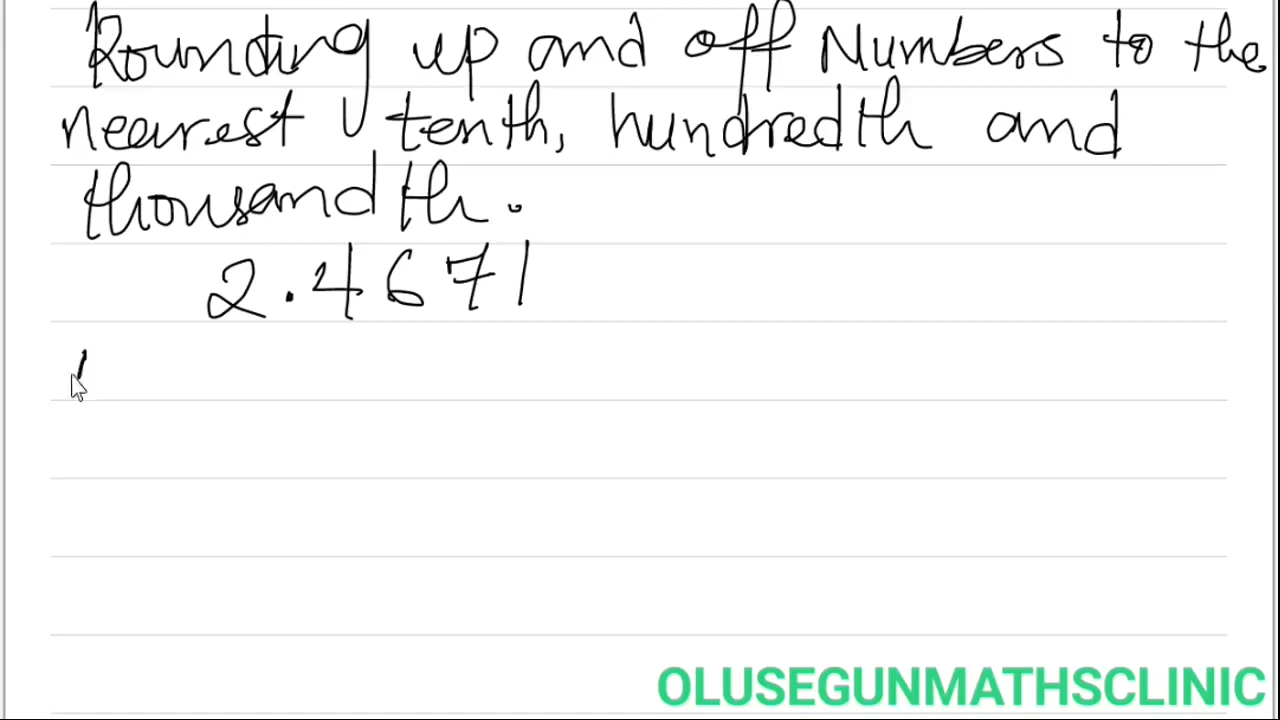 Rounding up and off Numbers to the
nearest tenth, hundredth and
thousandth.
2.4671
OLUSEGUNMATHSCLINIC